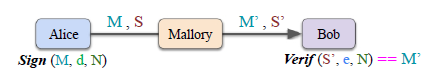 M , S M’ , S’
Alice Mallory Bob
Sign (M, d, N) Verif (S’, e, N) == M’